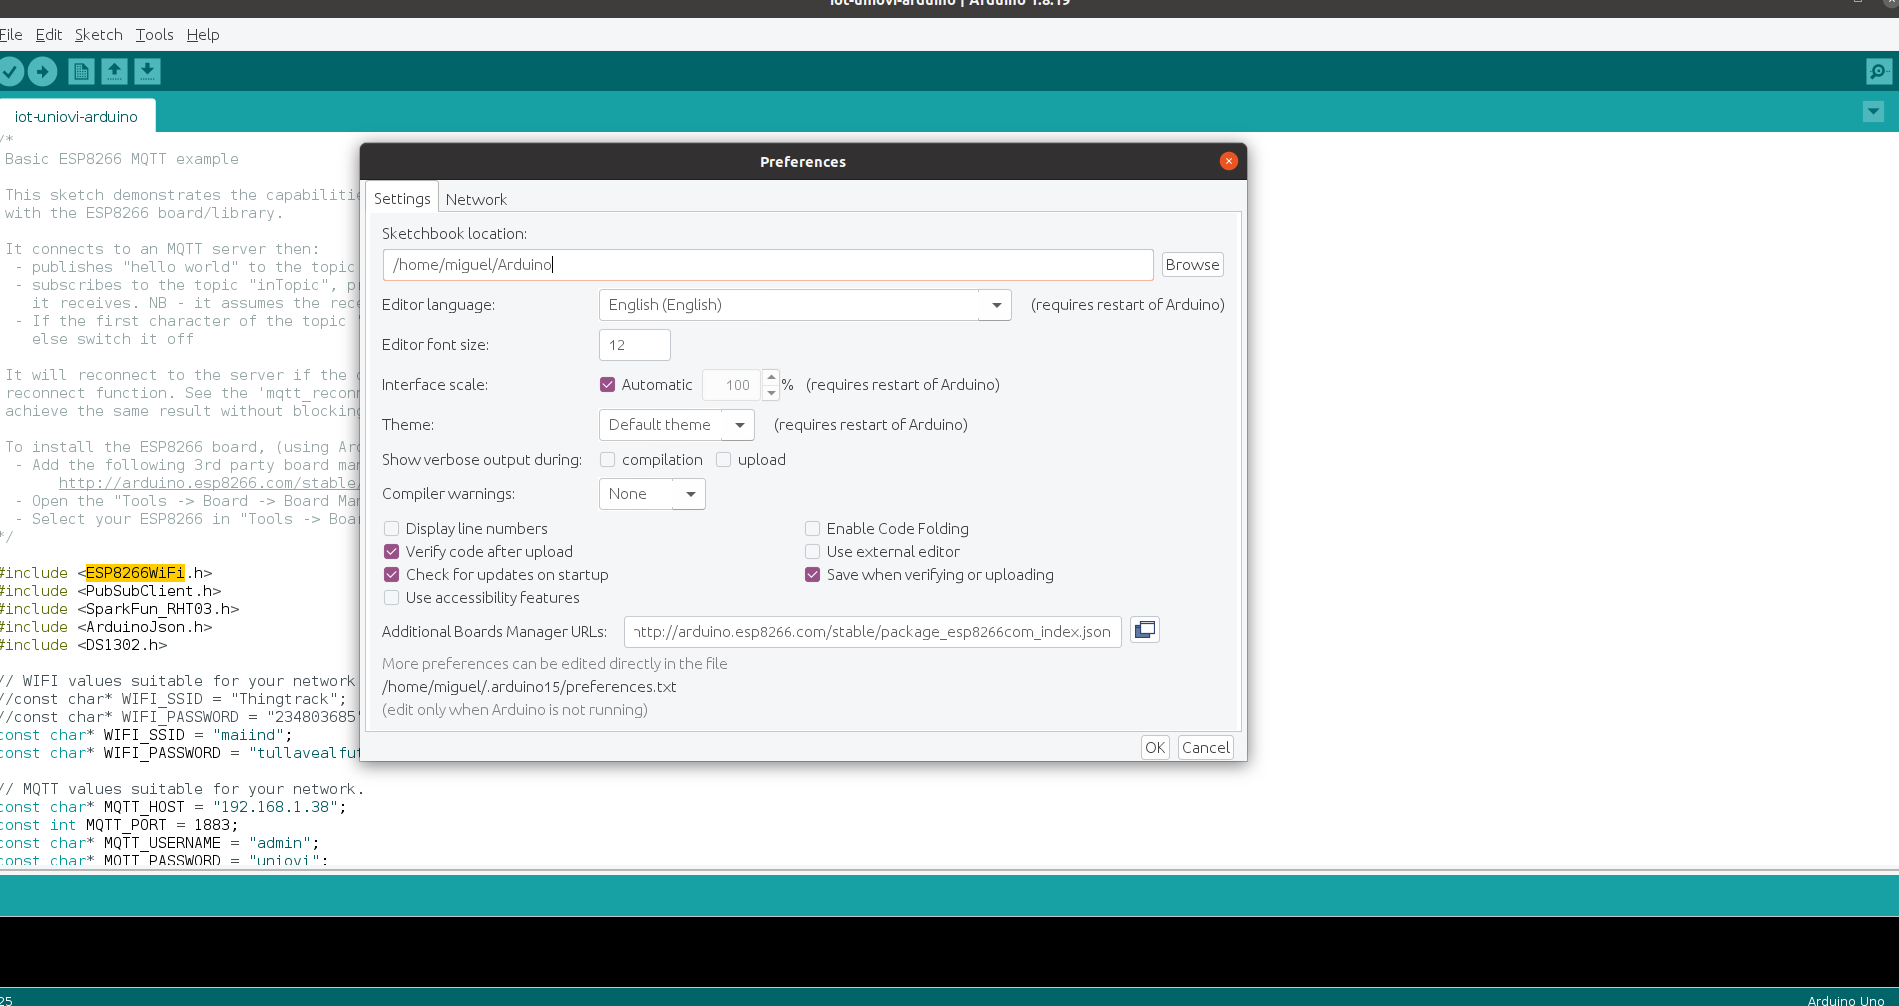 iot-uniovi-arduino | Arduino 1.8.19
File Edit Sketch Tools Help
iot-uniovi-arduino
/*
Basic ESP8266 MQTT example
This sketch demonstrates the capabilitie
with the ESP8266 board/library.
It connects to an MQTT server then:
- publishes "hello world" to the topic
- subscribes to the topic "inTopic", p
it receives. NB - it assumes the rece
- If the first character of the topic
else switch it off
It will reconnect to the server if the
reconnect function. See the 'mqtt_recon
achieve the same result without blocking
To install the ESP8266 board, (using Ar
- Add the following 3rd party board ma
http://arduino.esp8266.com/stable/
- Open the "Tools -> Board -> Board Ma
- Select your ESP8266 in "Tools -> Boa
*/
#include <ESP8266WiFi.h>
#include <PubSubClient.h>
#include <SparkFun_RHT03.h>
#include <ArduinoJson.h>
#include <DS1302.h>
// WIFI values suitable for your network
//const char* WIFI_SSID = "Thingtrack";
//const char* WIFI_PASSWORD = "234803685"
const char* WIFI_SSID = "maiind";
const char* WIFI_PASSWORD = "tullavealfu
// MQTT values suitable for your network.
const char* MQTT_HOST = "192.168.1.38";
const int MQTT_PORT = 1883;
const char* MQTT_USERNAME = "admin";
const char* MQTT_PASSWORD = "uniovi";
Preferences
Settings Network
Sketchbook location:
/home/miguel/Arduino Browse
Editor language: English (English) (requires restart of Arduino)
Editor font size: 12
Interface scale: Automatic 100 % (requires restart of Arduino)
Theme: Default theme (requires restart of Arduino)
Show verbose output during: compilation upload
Compiler warnings: None
Display line numbers Enable Code Folding
Verify code after upload Use external editor
Check for updates on startup Save when verifying or uploading
Use accessibility features
Additional Boards Manager URLs: http://arduino.esp8266.com/stable/package_esp8266com_index.json
More preferences can be edited directly in the file
/home/miguel/.arduino15/preferences.txt
(edit only when Arduino is not running)
OK Cancel
25 Arduino Uno